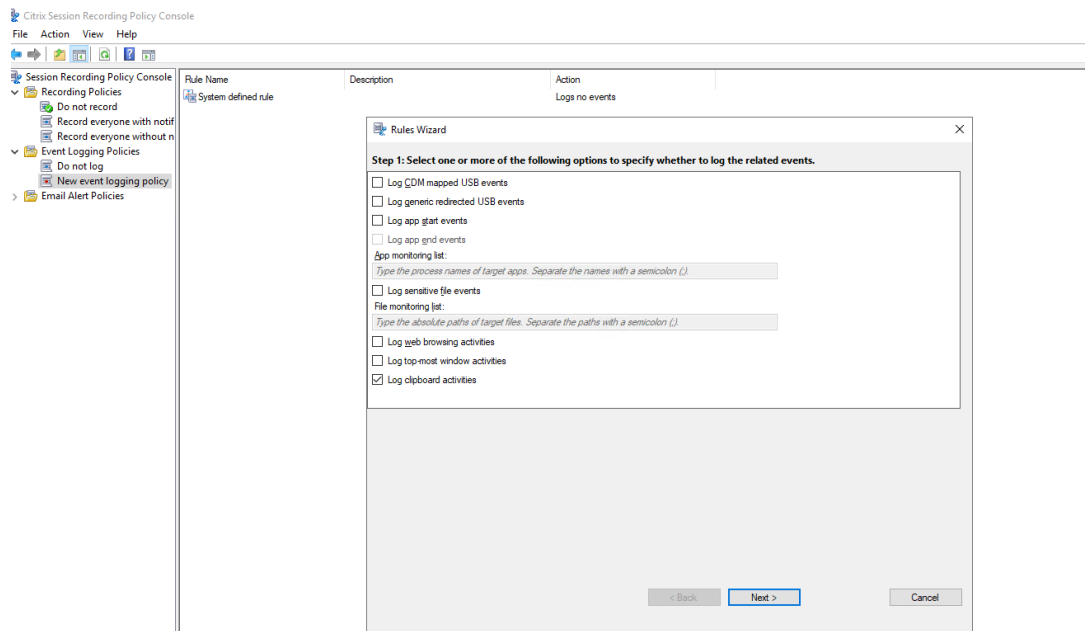 Citrix Session Recording Policy Console
File Action View Help
Session Recording Policy Console
Recording Policies
Do not record
Record everyone with notif
Record everyone without n
Event Logging Policies
Do not log
New event logging policy
Email Alert Policies
Rule Name Description Action
System defined rule Logs no events
Rules Wizard
Step 1: Select one or more of the following options to specify whether to log the related events.
Log CDM mapped USB events
Log generic redirected USB events
Log app start events
Log app end events
App monitoring list:
Type the process names of target apps. Separate the names with a semicolon (;).
Log sensitive file events
File monitoring list:
Type the absolute paths of target files. Separate the paths with a semicolon (;).
Log web browsing activities
Log top-most window activities
Log clipboard activities
< Back Next > Cancel